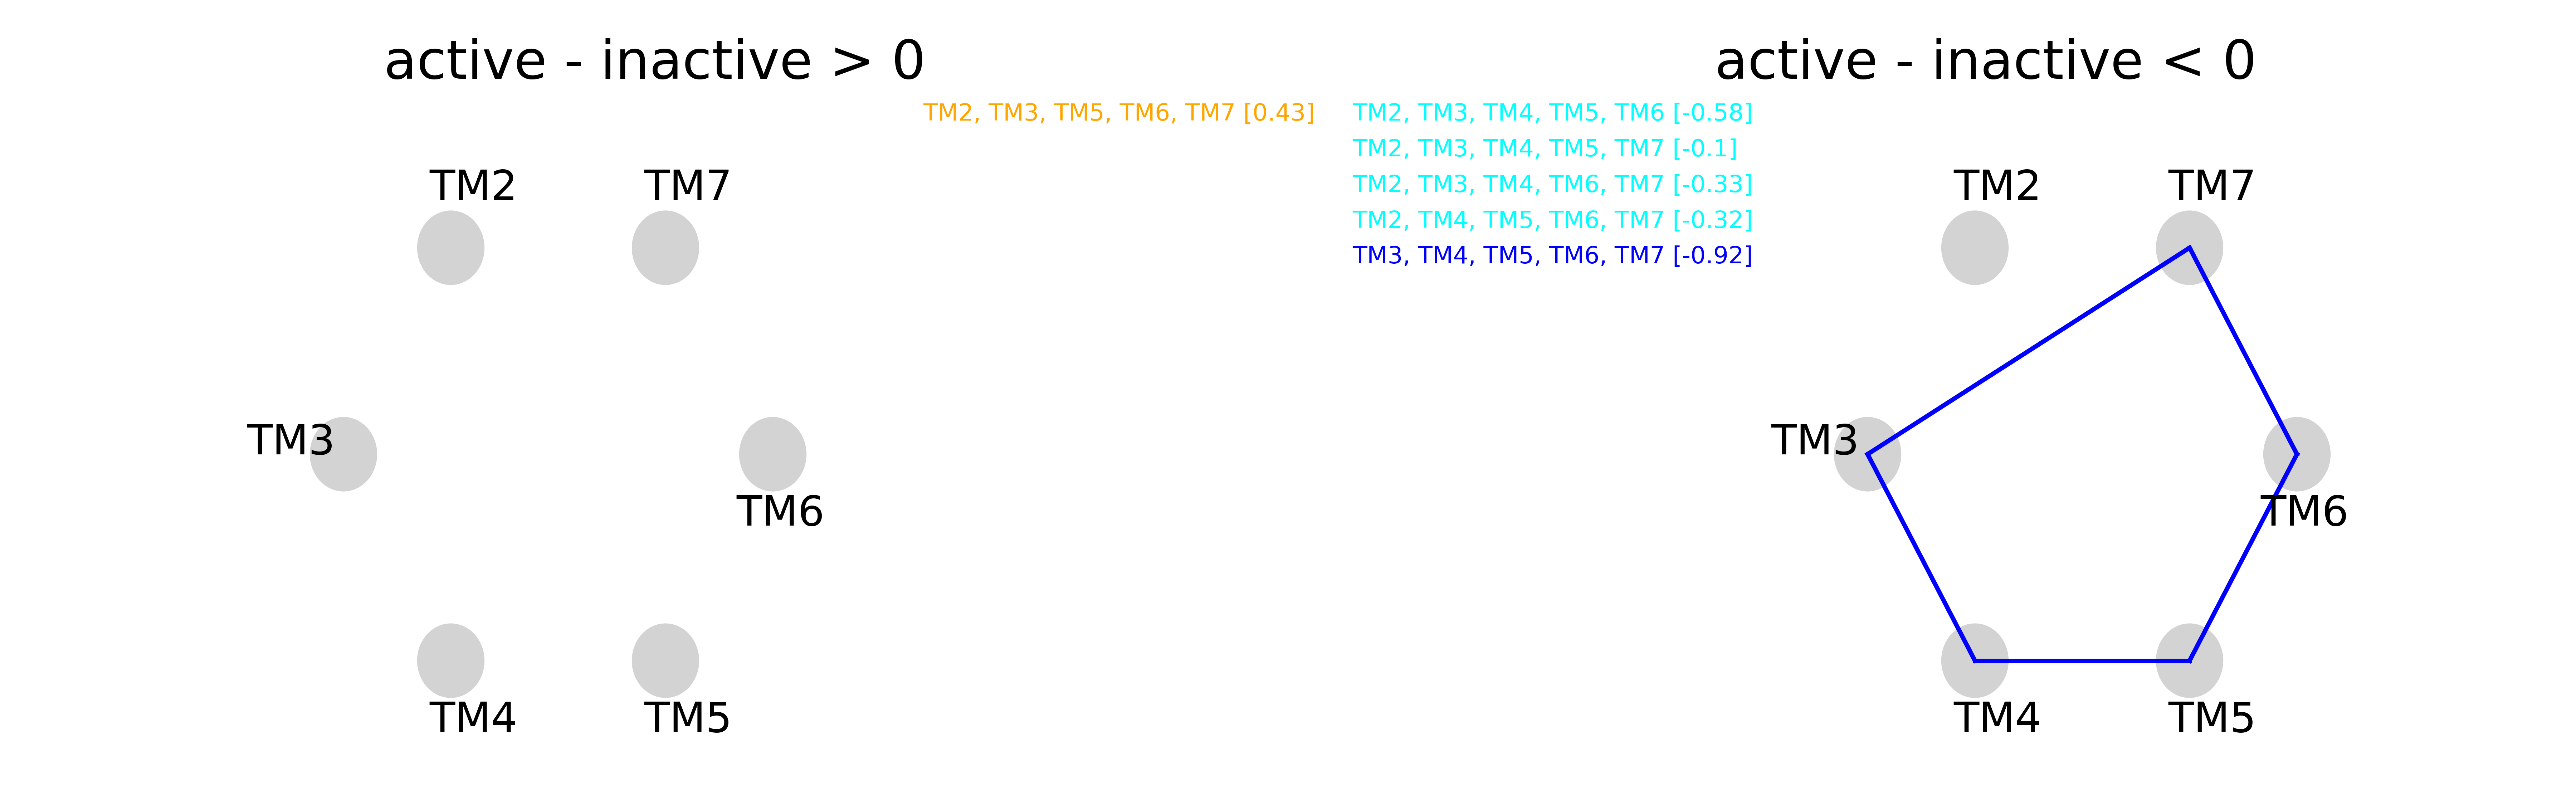 active - inactive > 0
TM2, TM3, TM5, TM6, TM7 [0.43]
TM2
TM7
TM3
TM6
TM4
TM5
active - inactive < 0
TM2, TM3, TM4, TM5, TM6 [-0.58]
TM2, TM3, TM4, TM5, TM7 [-0.1]
TM2, TM3, TM4, TM6, TM7 [-0.33]
TM2, TM4, TM5, TM6, TM7 [-0.32]
TM3, TM4, TM5, TM6, TM7 [-0.92]
TM2
TM7
TM3
TM6
TM4
TM5